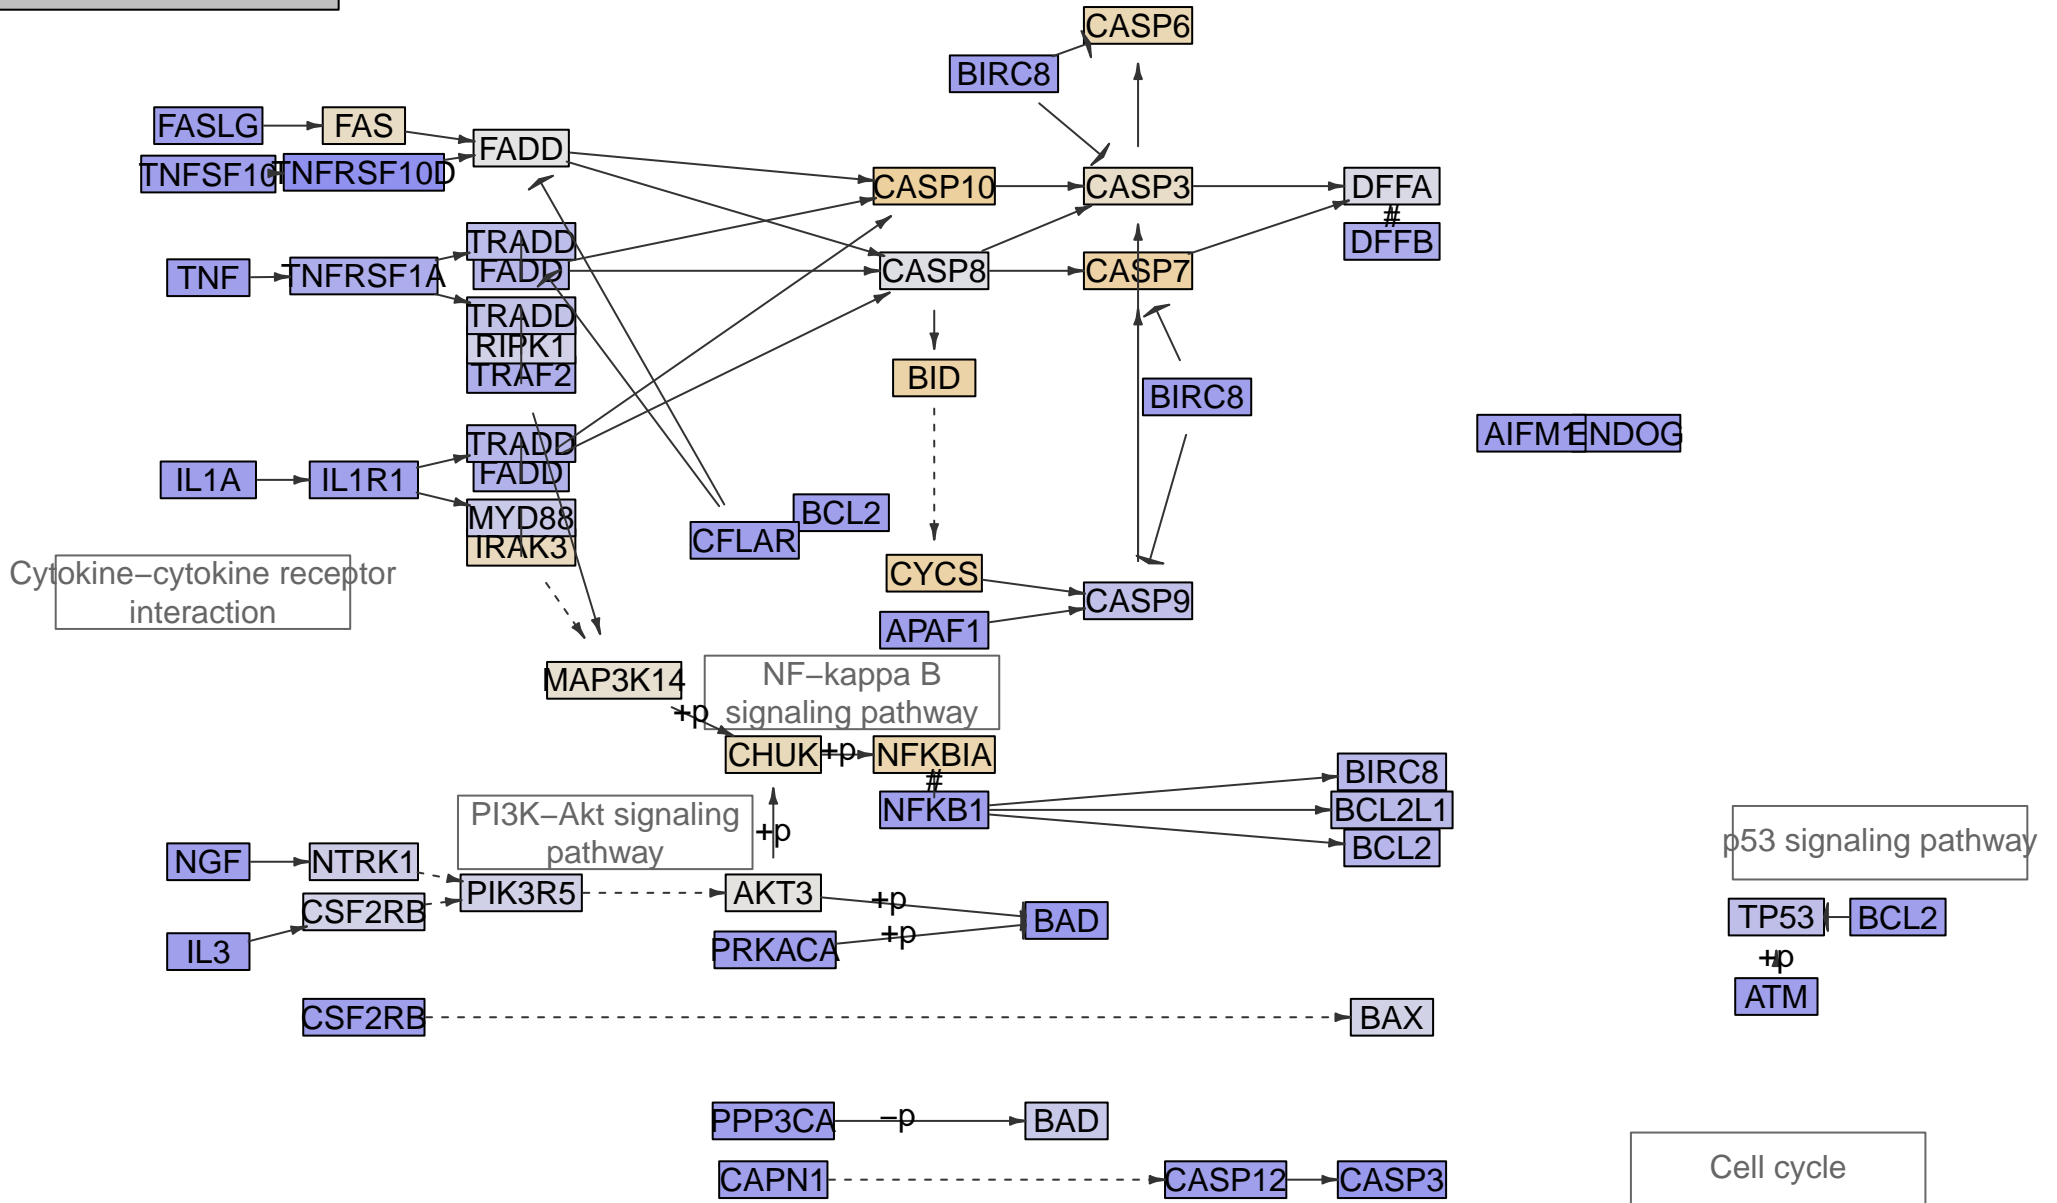 CASP6
BIRC8
FASLG
FAS
FADD
TNFSF10
TNFRSF10D
CASP10
CASP3
DFFA
#
DFFB
TRADD
FADD
TNF
TNFRSF1A
CASP8
CASP7
TRADD
RIPK1
TRAF2
BID
BIRC8
AIFM1
ENDOG
TRADD
FADD
IL1A
IL1R1
MYD88
IRAK3
BCL2
CFLAR
Cytokine−cytokine receptor
interaction
CYCS
CASP9
APAF1
MAP3K14
NF−kappa B
signaling pathway
+p
CHUK
+p
NFKBIA
#
NFKB1
BIRC8
BCL2L1
BCL2
PI3K−Akt signaling
pathway
+p
p53 signaling pathway
NGF
NTRK1
CSF2RB
PIK3R5
AKT3
+p
BAD
+p
PRKACA
IL3
TP53
BCL2
+p
ATM
CSF2RB
BAX
PPP3CA
−p
BAD
Cell cycle
CAPN1
CASP12
CASP3